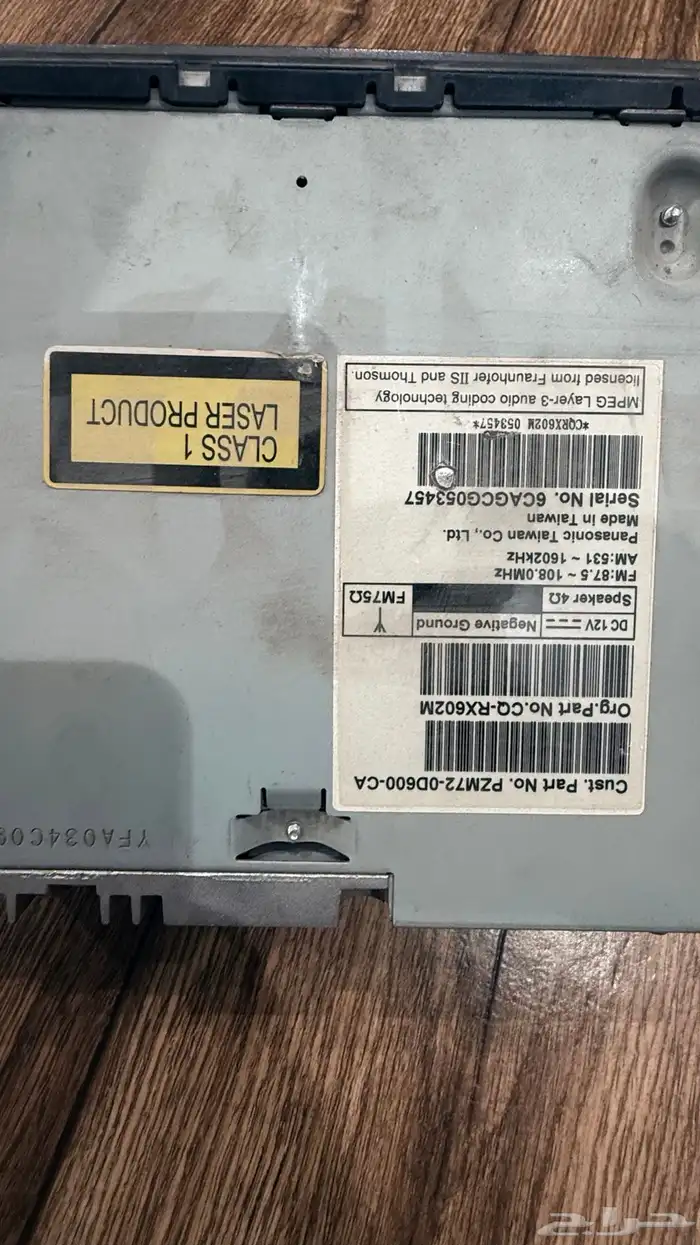 Cust. Part No. PZM72-0D600-CA
Org.Part No.CQ-RX602M
DC 12V Negative Ground
Speaker 4Ω FM75Ω
FM:87.5 ~ 108.0MHz
AM:531 ~ 1602kHz
Panasonic Taiwan Co., Ltd.
Made in Taiwan
Serial No. 6CAGCG053457
*CQRX602M 053457*
MPEG Layer-3 audio coding technology
licensed from Fraunhofer IIS and Thomson.
CLASS 1
LASER PRODUCT
YFA034C09
حراج